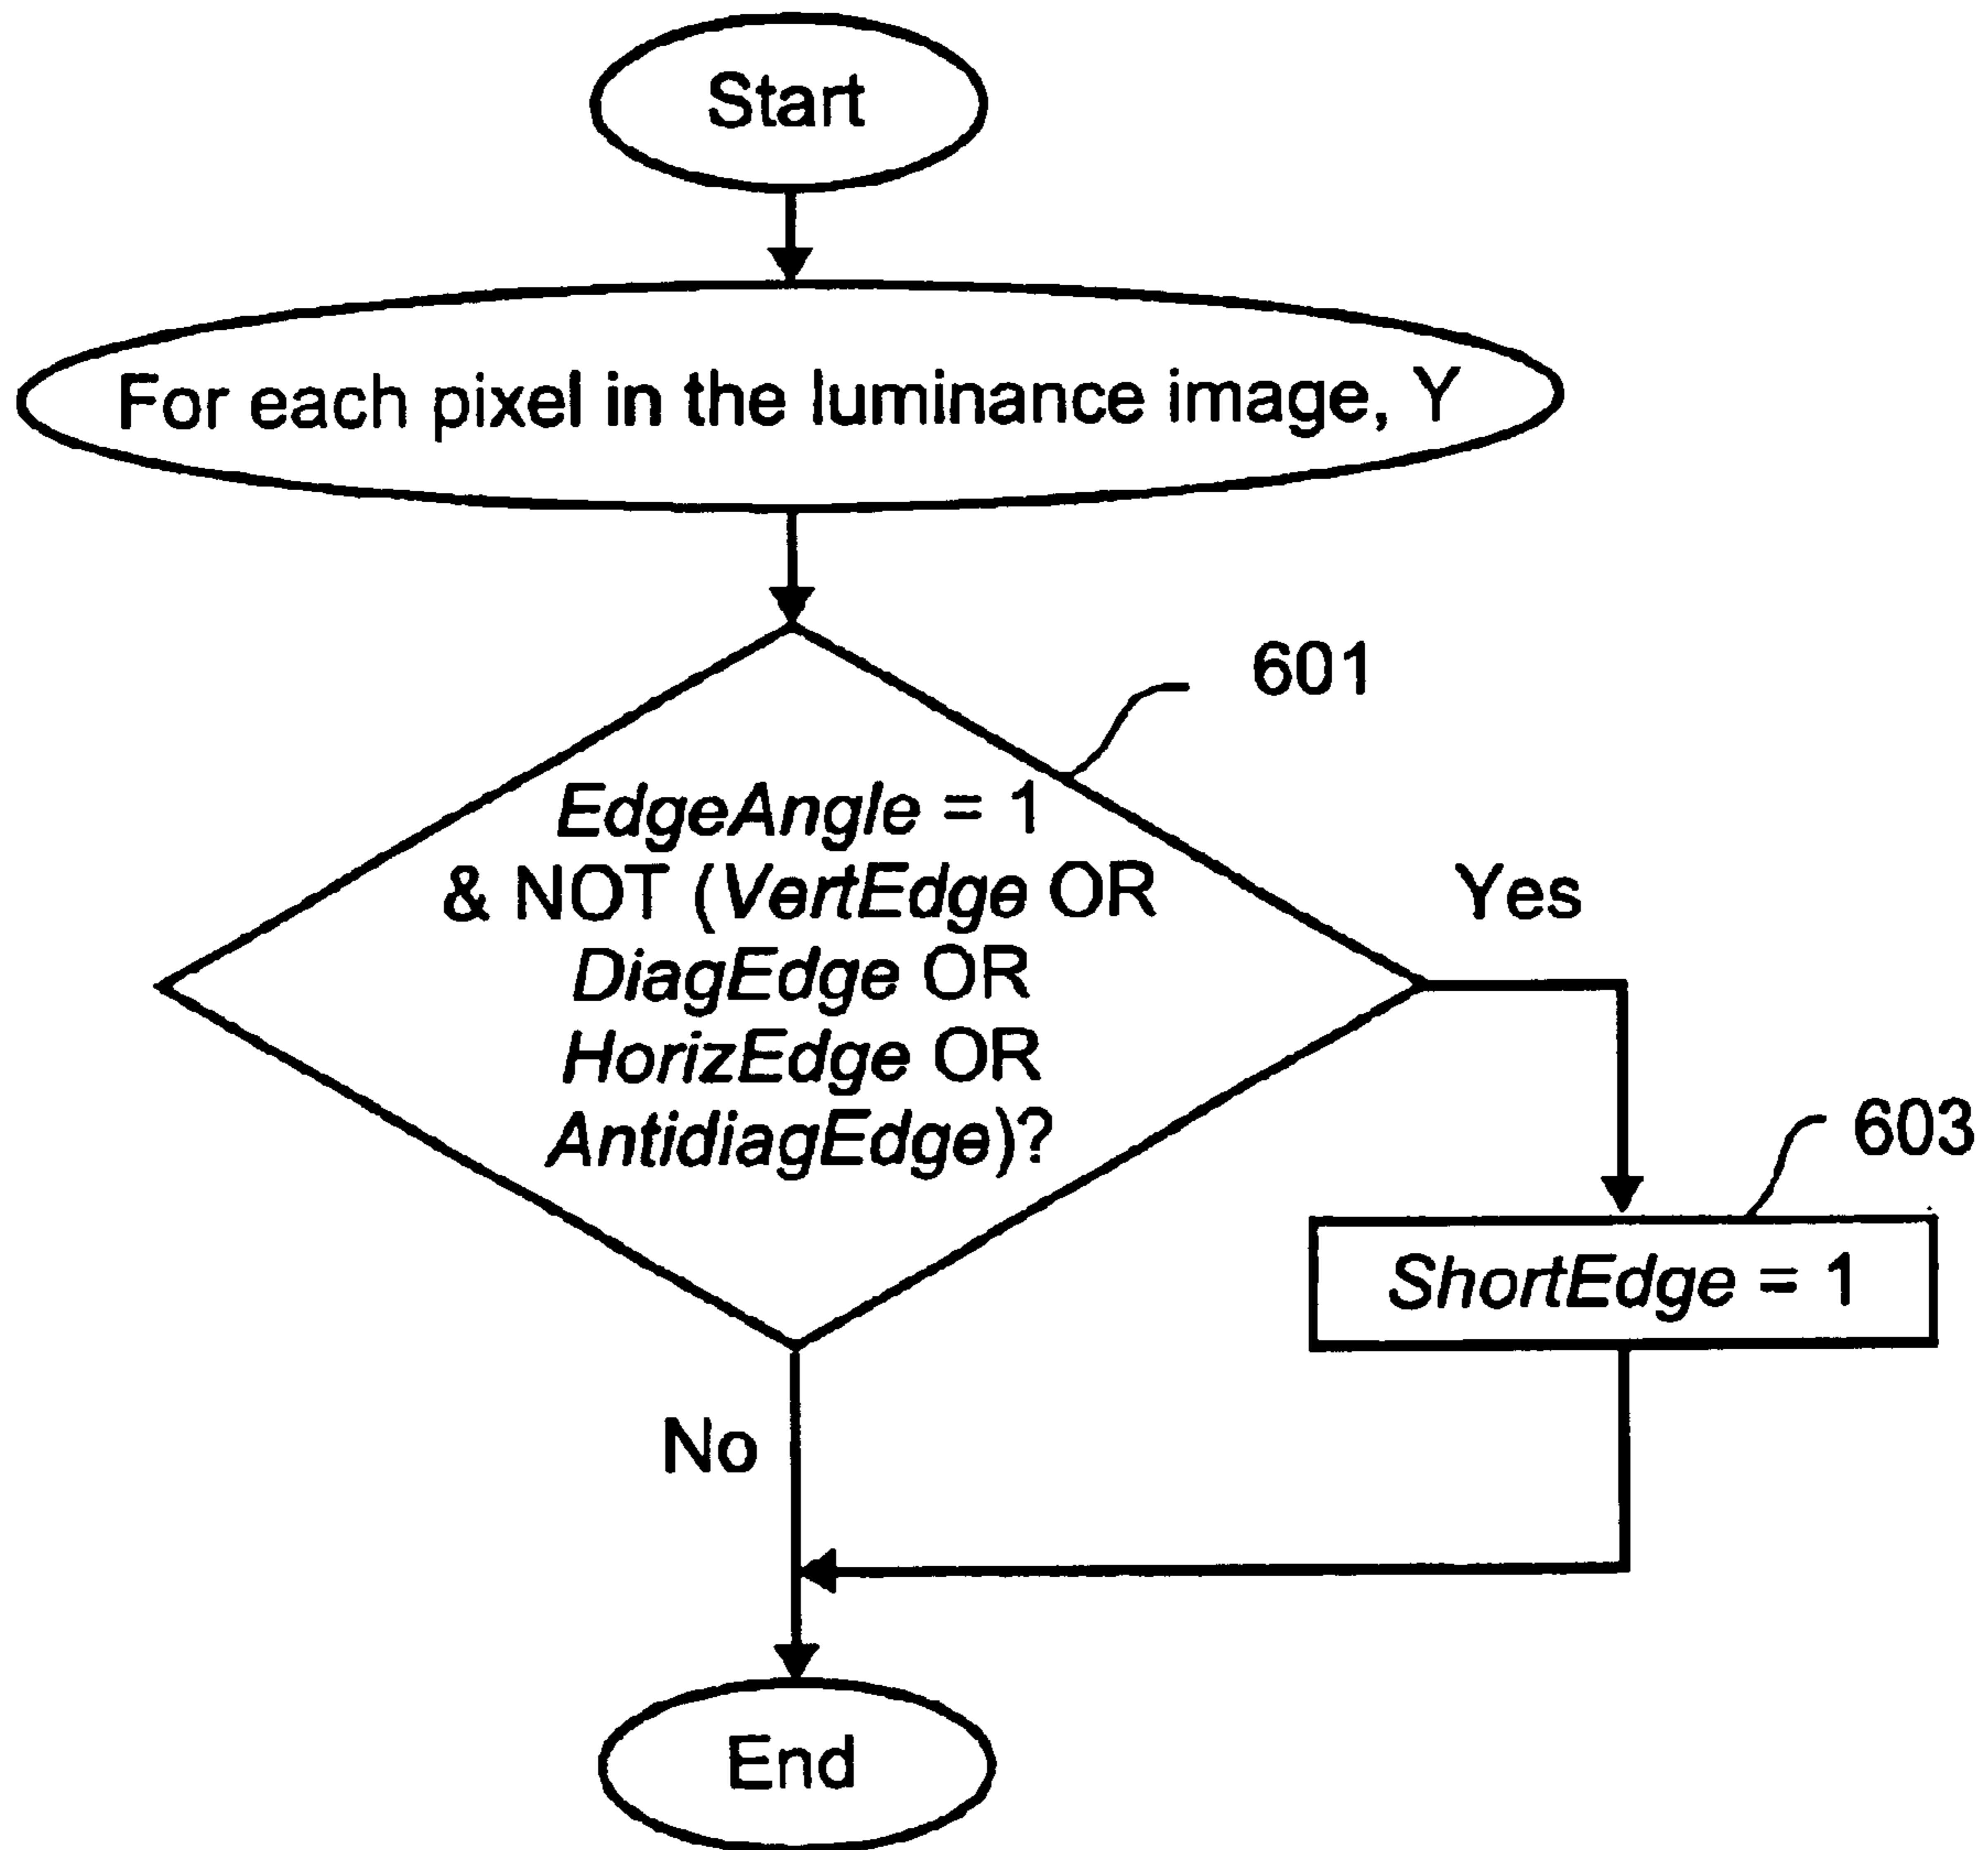 Start
For each pixel in the luminance image, Y
601
EdgeAngle = 1
& NOT (VertEdge OR
DiagEdge OR
HorizEdge OR
AntidiagEdge)?
Yes
603
ShortEdge = 1
No
End